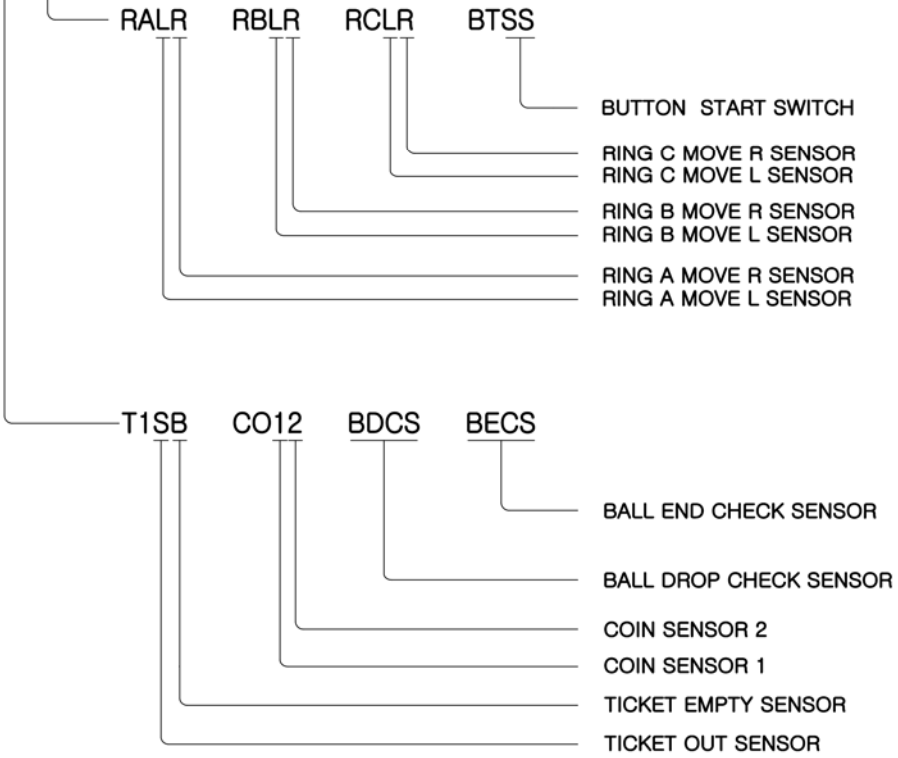 RALR RBLR RCLR BTSS
BUTTON START SWITCH
RING C MOVE R SENSOR
RING C MOVE L SENSOR
RING B MOVE R SENSOR
RING B MOVE L SENSOR
RING A MOVE R SENSOR
RING A MOVE L SENSOR
T1SB CO12 BDCS BECS
BALL END CHECK SENSOR
BALL DROP CHECK SENSOR
COIN SENSOR 2
COIN SENSOR 1
TICKET EMPTY SENSOR
TICKET OUT SENSOR